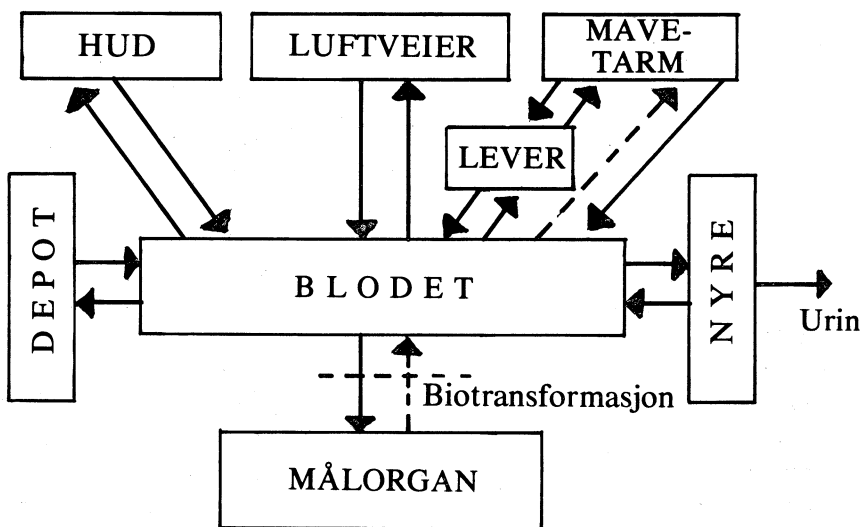 HUD
LUFTVEIER
MAVE-
TARM
LEVER
DEPOT
BLODET
NYRE
Urin
Biotransformasjon
MÅLORGAN